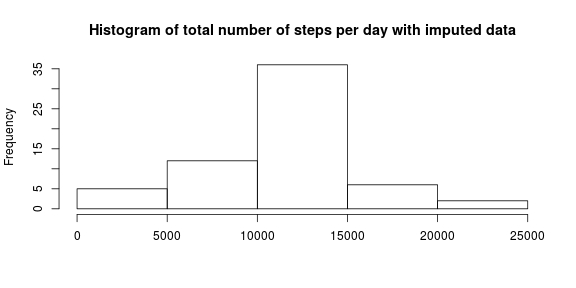 Histogram of total number of steps per day with imputed data
Frequency
35
25
15
5
0
0 5000 10000 15000 20000 25000